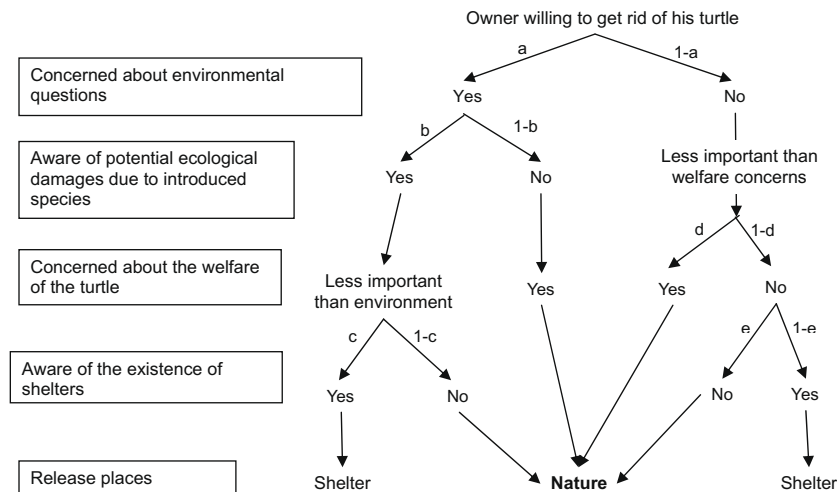 Owner willing to get rid of his turtle
a
1-a
Concerned about environmental
questions
Yes
No
b
1-b
Aware of potential ecological
damages due to introduced
species
Yes
No
Less important than
welfare concerns
d
1-d
Concerned about the welfare
of the turtle
Less important
than environment
Yes
Yes
No
c
1-c
e
1-e
Aware of the existence of
shelters
Yes
No
No
Yes
Release places
Shelter
Nature
Shelter